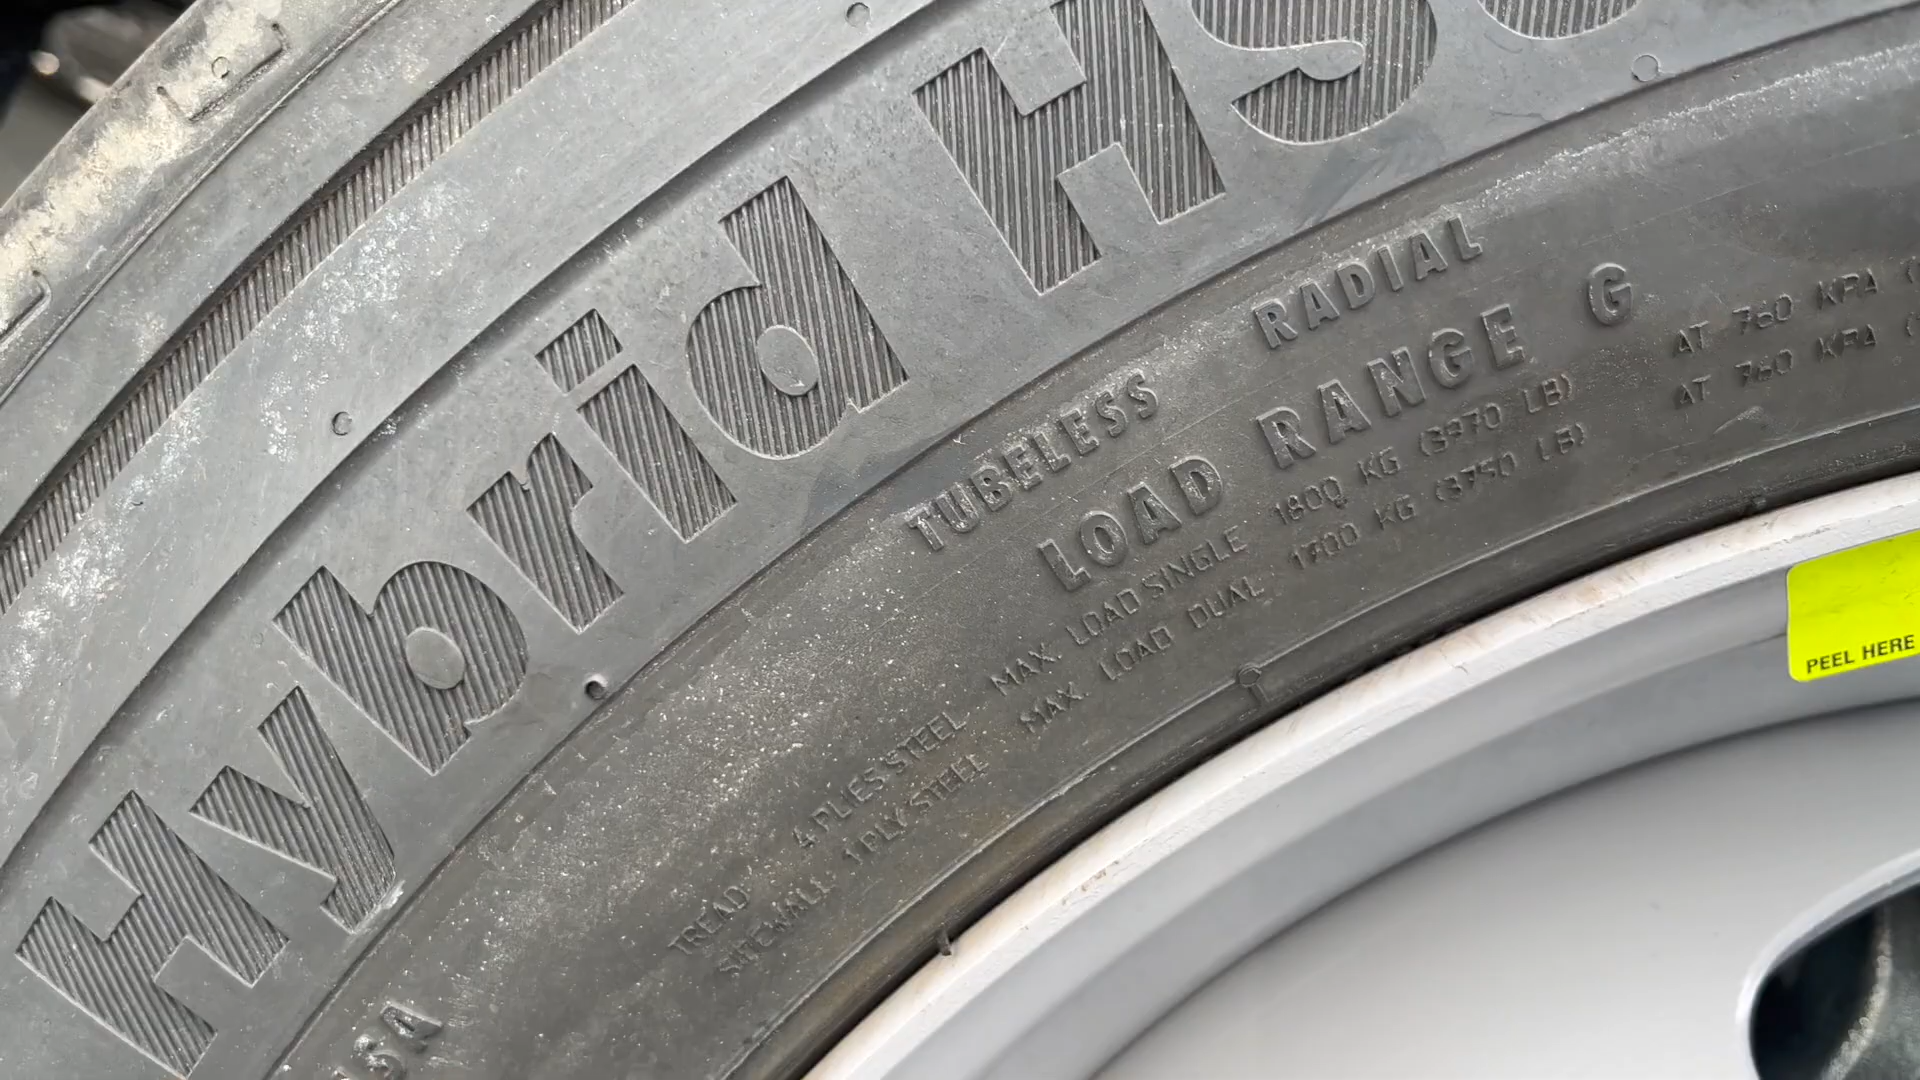 Hybrid HS
TUBELESS RADIAL
LOAD RANGE G
MAX. LOAD SINGLE 1800 KG (3970 LB) AT 760 KPA (
MAX. LOAD DUAL 1700 KG (3750 LB) AT 760 KPA (
TREAD: 4 PLIES STEEL
SIDEWALL: 1 PLY STEEL
USA
PEEL HERE